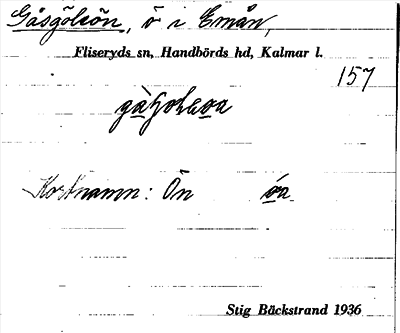 Gåsgölsön, ö i Emån,
Fliseryds sn, Handbörds hd, Kalmar l.
157
Kortnamn: Ön
Stig Bäckstrand 1936